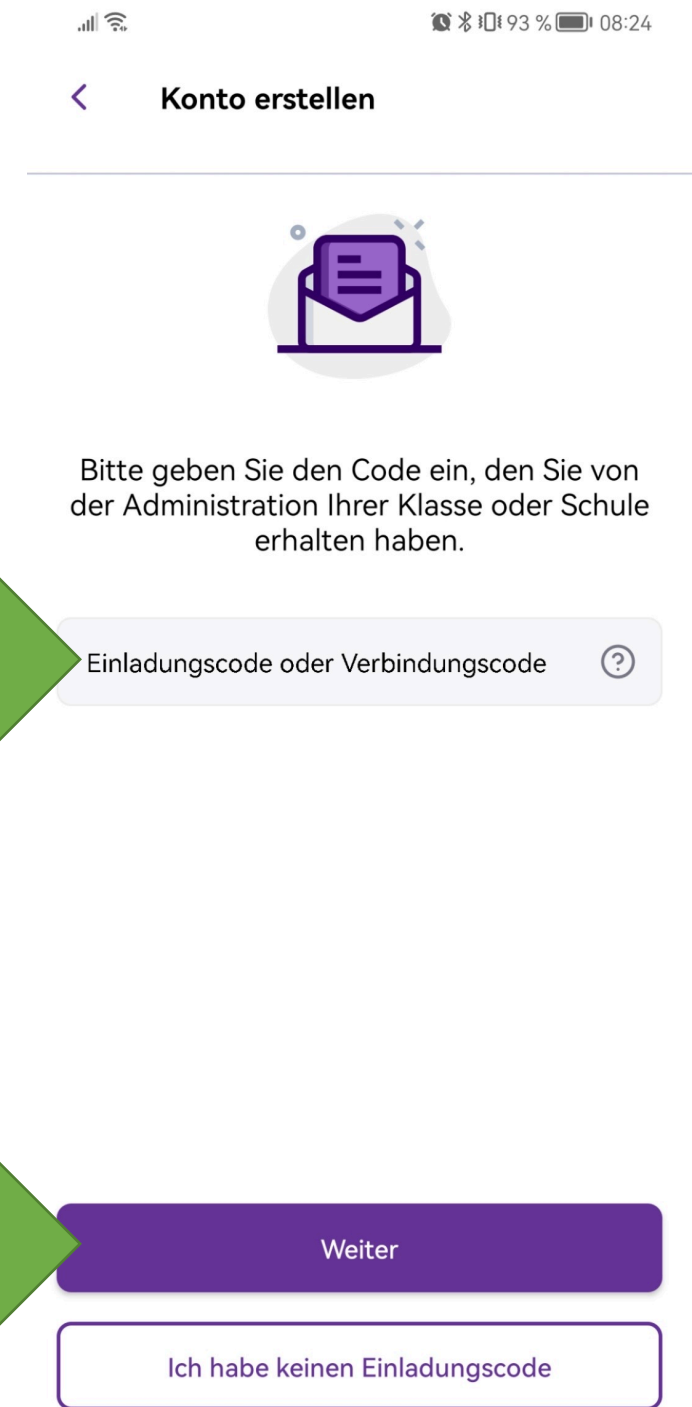 93 % 08:24
Konto erstellen
Bitte geben Sie den Code ein, den Sie von
der Administration Ihrer Klasse oder Schule
erhalten haben.
Einladungscode oder Verbindungscode ?
Weiter
Ich habe keinen Einladungscode